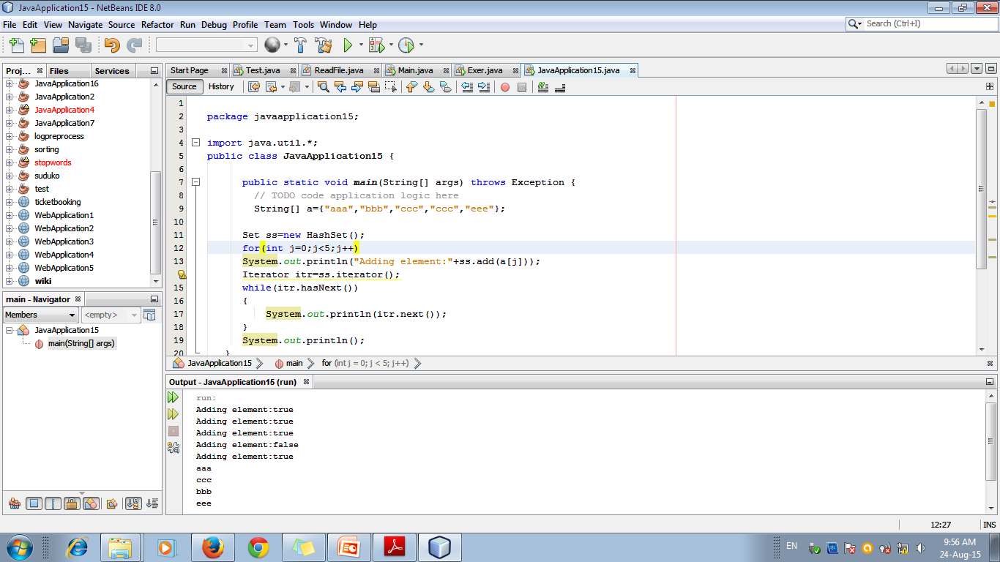 JavaApplication15 - NetBeans IDE 8.0
File Edit View Navigate Source Refactor Run Debug Profile Team Tools Window Help
Search (Ctrl+I)
Proj... Files Services
JavaApplication16
JavaApplication2
JavaApplication4
JavaApplication7
logpreprocess
sorting
stopwords
suduko
test
ticketbooking
WebApplication1
WebApplication2
WebApplication3
WebApplication4
WebApplication5
wiki
main - Navigator
Members <empty>
JavaApplication15
main(String[] args)
Start Page Test.java ReadFile.java Main.java Exer.java JavaApplication15.java
Source History
1
2 package javaapplication15;
3
4 import java.util.*;
5 public class JavaApplication15 {
6
7 public static void main(String[] args) throws Exception {
8 // TODO code application logic here
9 String[] a={"aaa","bbb","ccc","ccc","eee"};
10
11 Set ss=new HashSet();
12 for(int j=0;j<5;j++)
13 System.out.println("Adding element:"+ss.add(a[j]));
Iterator itr=ss.iterator();
15 while(itr.hasNext())
16 {
17 System.out.println(itr.next());
18 }
19 System.out.println();
20 }
JavaApplication15 main for (int j = 0; j < 5; j++)
Output - JavaApplication15 (run)
run:
Adding element:true
Adding element:true
Adding element:true
Adding element:false
Adding element:true
aaa
ccc
bbb
eee
12:27 INS
EN
9:56 AM
24-Aug-15